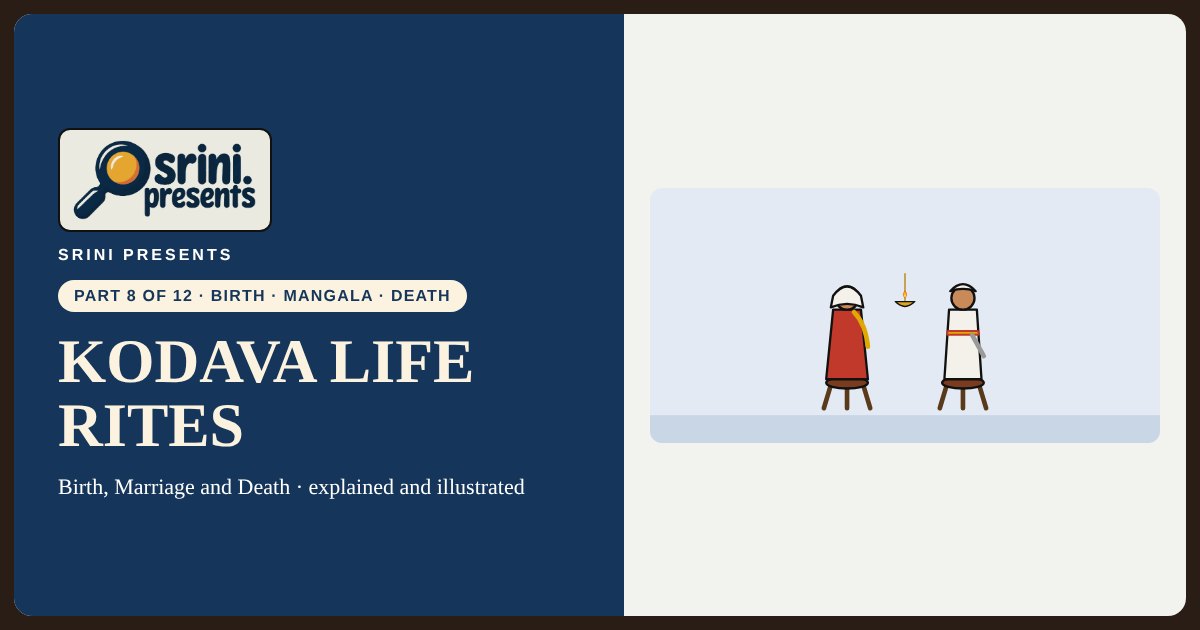 srini.
presents
SRINI PRESENTS
PART 8 OF 12 · BIRTH · MANGALA · DEATH
KODAVA LIFE
RITES
Birth, Marriage and Death · explained and illustrated